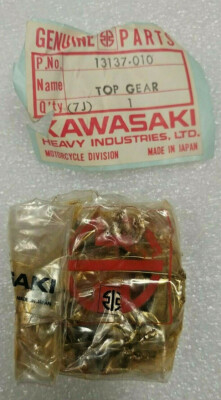 GENUINE PARTS
P.No. 13137-010
Name TOP GEAR
Q'ty (7J) 1
KAWASAKI
HEAVY INDUSTRIES, LTD.
MOTORCYCLE DIVISION MADE IN JAPAN
SAKI